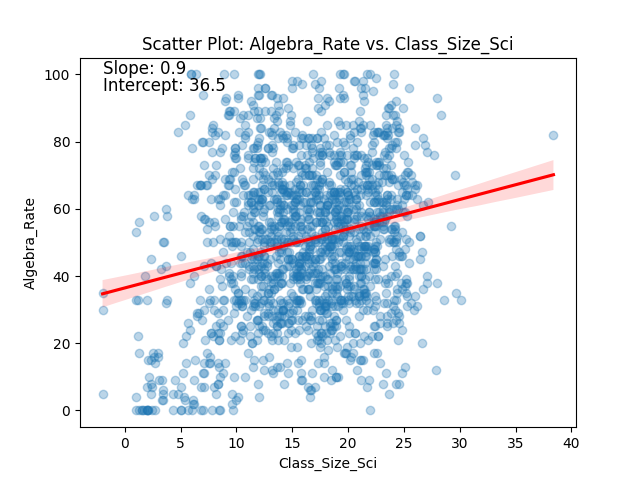 Scatter Plot: Algebra_Rate vs. Class_Size_Sci
Slope: 0.9
Intercept: 36.5
100
80
60
40
20
0
Algebra_Rate
0 5 10 15 20 25 30 35 40
Class_Size_Sci